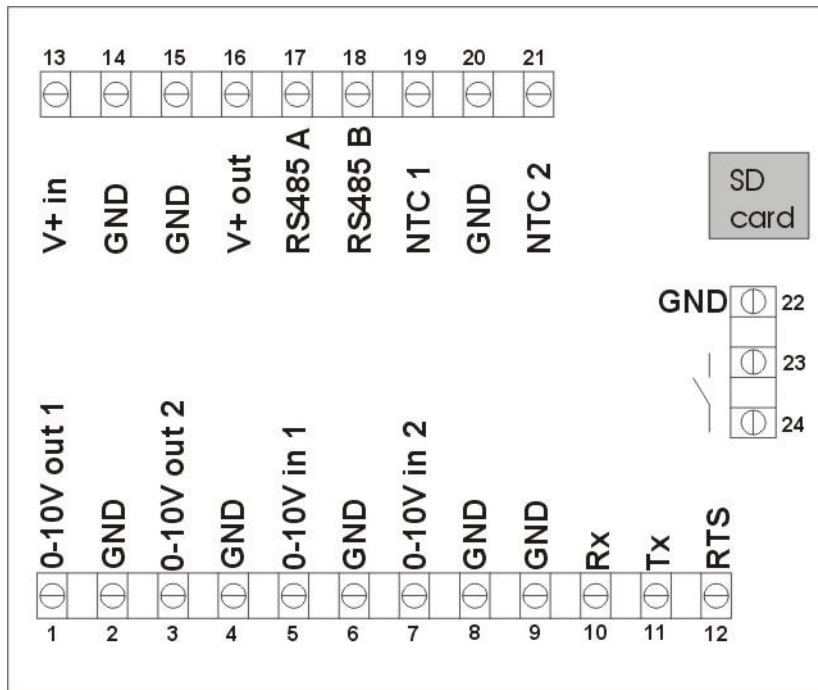 13 14 15 16 17 18 19 20 21
V+ in
GND
GND
V+ out
RS485 A
RS485 B
NTC 1
GND
NTC 2
SD
card
GND 22
23
24
0-10V out 1
GND
0-10V out 2
GND
0-10V in 1
GND
0-10V in 2
GND
GND
Rx
Tx
RTS
1 2 3 4 5 6 7 8 9 10 11 12